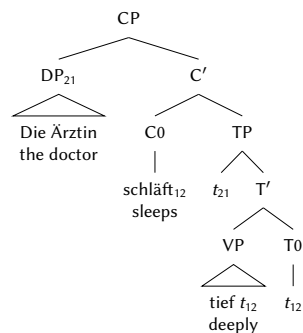 CP
DP₂₁ C′
Die Ärztin
the doctor
C0 TP
schläft₁₂
sleeps
t₂₁ T′
VP T0
tief t₁₂
deeply
t₁₂